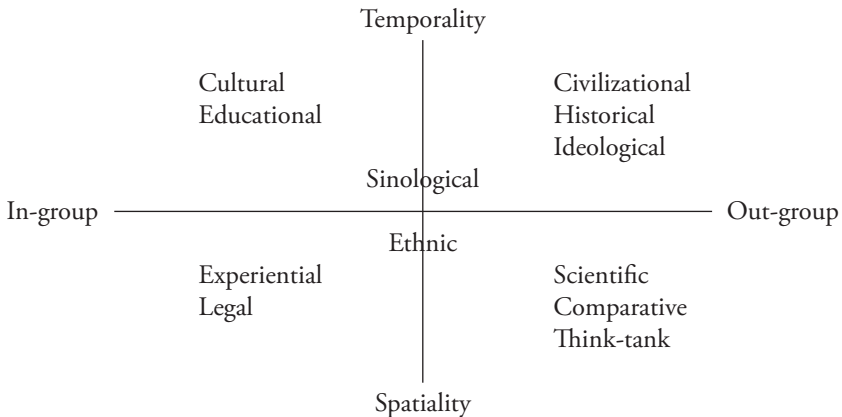 Temporality
Cultural
Educational
Civilizational
Historical
Ideological
Sinological
In-group
Out-group
Ethnic
Experiential
Legal
Scientific
Comparative
Think-tank
Spatiality